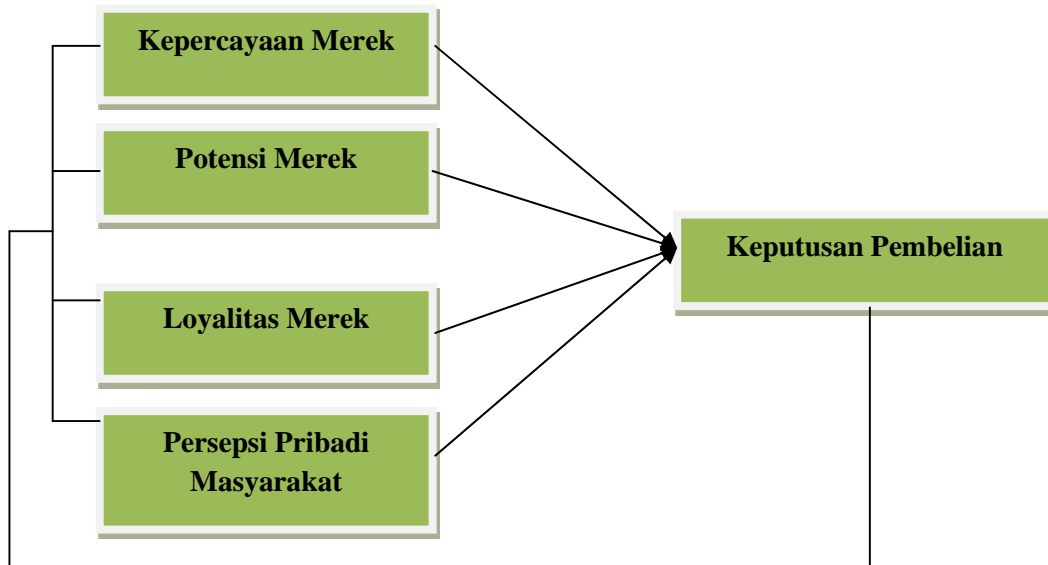 Kepercayaan Merek
Potensi Merek
Keputusan Pembelian
Loyalitas Merek
Persepsi Pribadi
Masyarakat